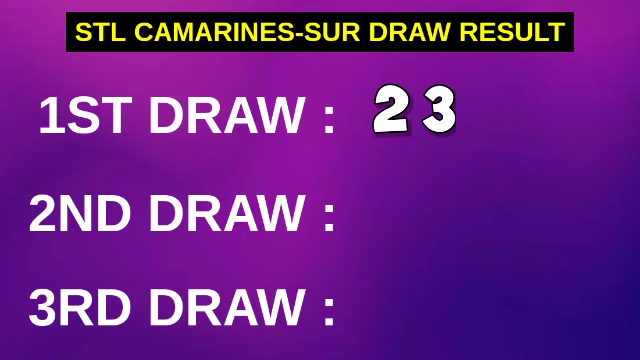 STL CAMARINES-SUR DRAW RESULT
1ST DRAW : 2 3
2ND DRAW :
3RD DRAW :